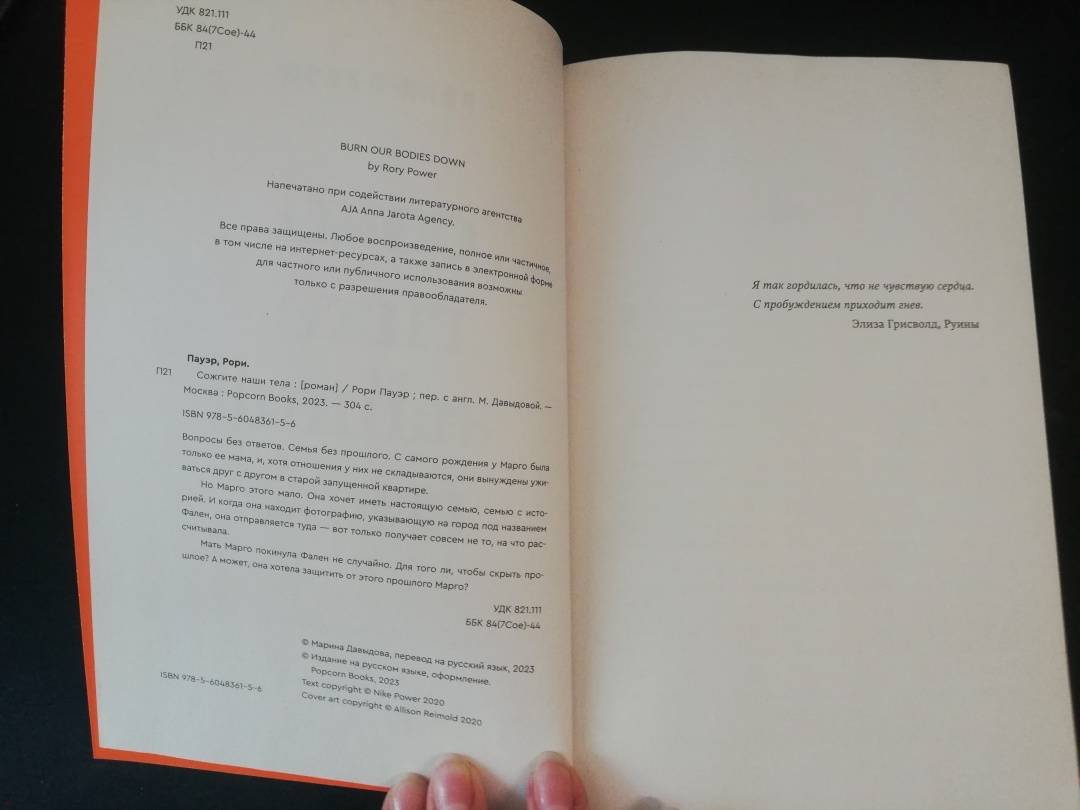 УДК 821.111
ББК 84(7Сое)-44
П21
BURN OUR BODIES DOWN
by Rory Power
Напечатано при содействии литературного агентства
AJA Anna Jarota Agency.
Все права защищены. Любое воспроизведение, полное или частичное,
в том числе на интернет-ресурсах, а также запись в электронной форме
для частного или публичного использования возможны
только с разрешения правообладателя.
Пауэр, Рори.
П21 Сожгите наши тела : [роман] / Рори Пауэр ; пер. с англ. М. Давыдовой. —
Москва : Popcorn Books, 2023. — 304 с.
ISBN 978-5-6048361-5-6
Вопросы без ответов. Семья без прошлого. С самого рождения у Марго была
только ее мама, и, хотя отношения у них не складываются, они вынуждены ужи-
ваться друг с другом в старой запущенной квартире.
Но Марго этого мало. Она хочет иметь настоящую семью, семью с исто-
рией. И когда она находит фотографию, указывающую на город под названием
Фален, она отправляется туда — вот только получает совсем не то, на что рас-
считывала.
Мать Марго покинула Фален не случайно. Для того ли, чтобы скрыть про-
шлое? А может, она хотела защитить от этого прошлого Марго?
УДК 821.111
ББК 84(7Сое)-44
© Марина Давыдова, перевод на русский язык, 2023
© Издание на русском языке, оформление.
Popcorn Books, 2023
Text copyright © Nike Power 2020
Cover art copyright © Allison Reimold 2020
ISBN 978-5-6048361-5-6
Я так гордилась, что не чувствую сердца.
С пробуждением приходит гнев.
Элиза Грисволд, Руины